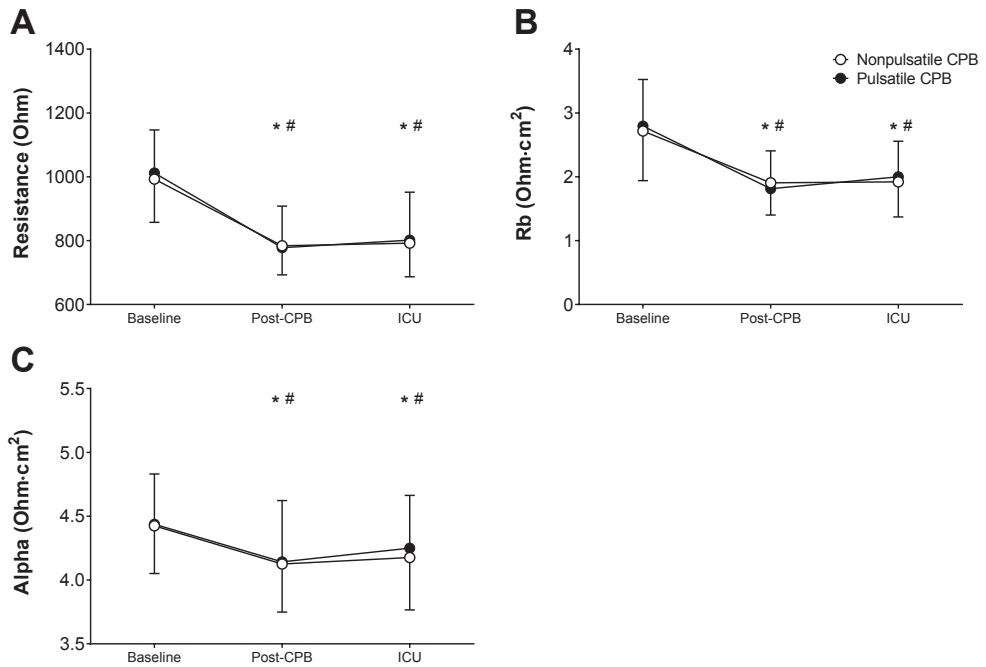 A
Resistance (Ohm)
1400
1200
1000
800
600
* #
* #
Baseline
Post-CPB
ICU
B
Rb (Ohm·cm²)
4
3
2
1
0
Nonpulsatile CPB
Pulsatile CPB
* #
* #
Baseline
Post-CPB
ICU
C
Alpha (Ohm·cm²)
5.5
5.0
4.5
4.0
3.5
* #
* #
Baseline
Post-CPB
ICU